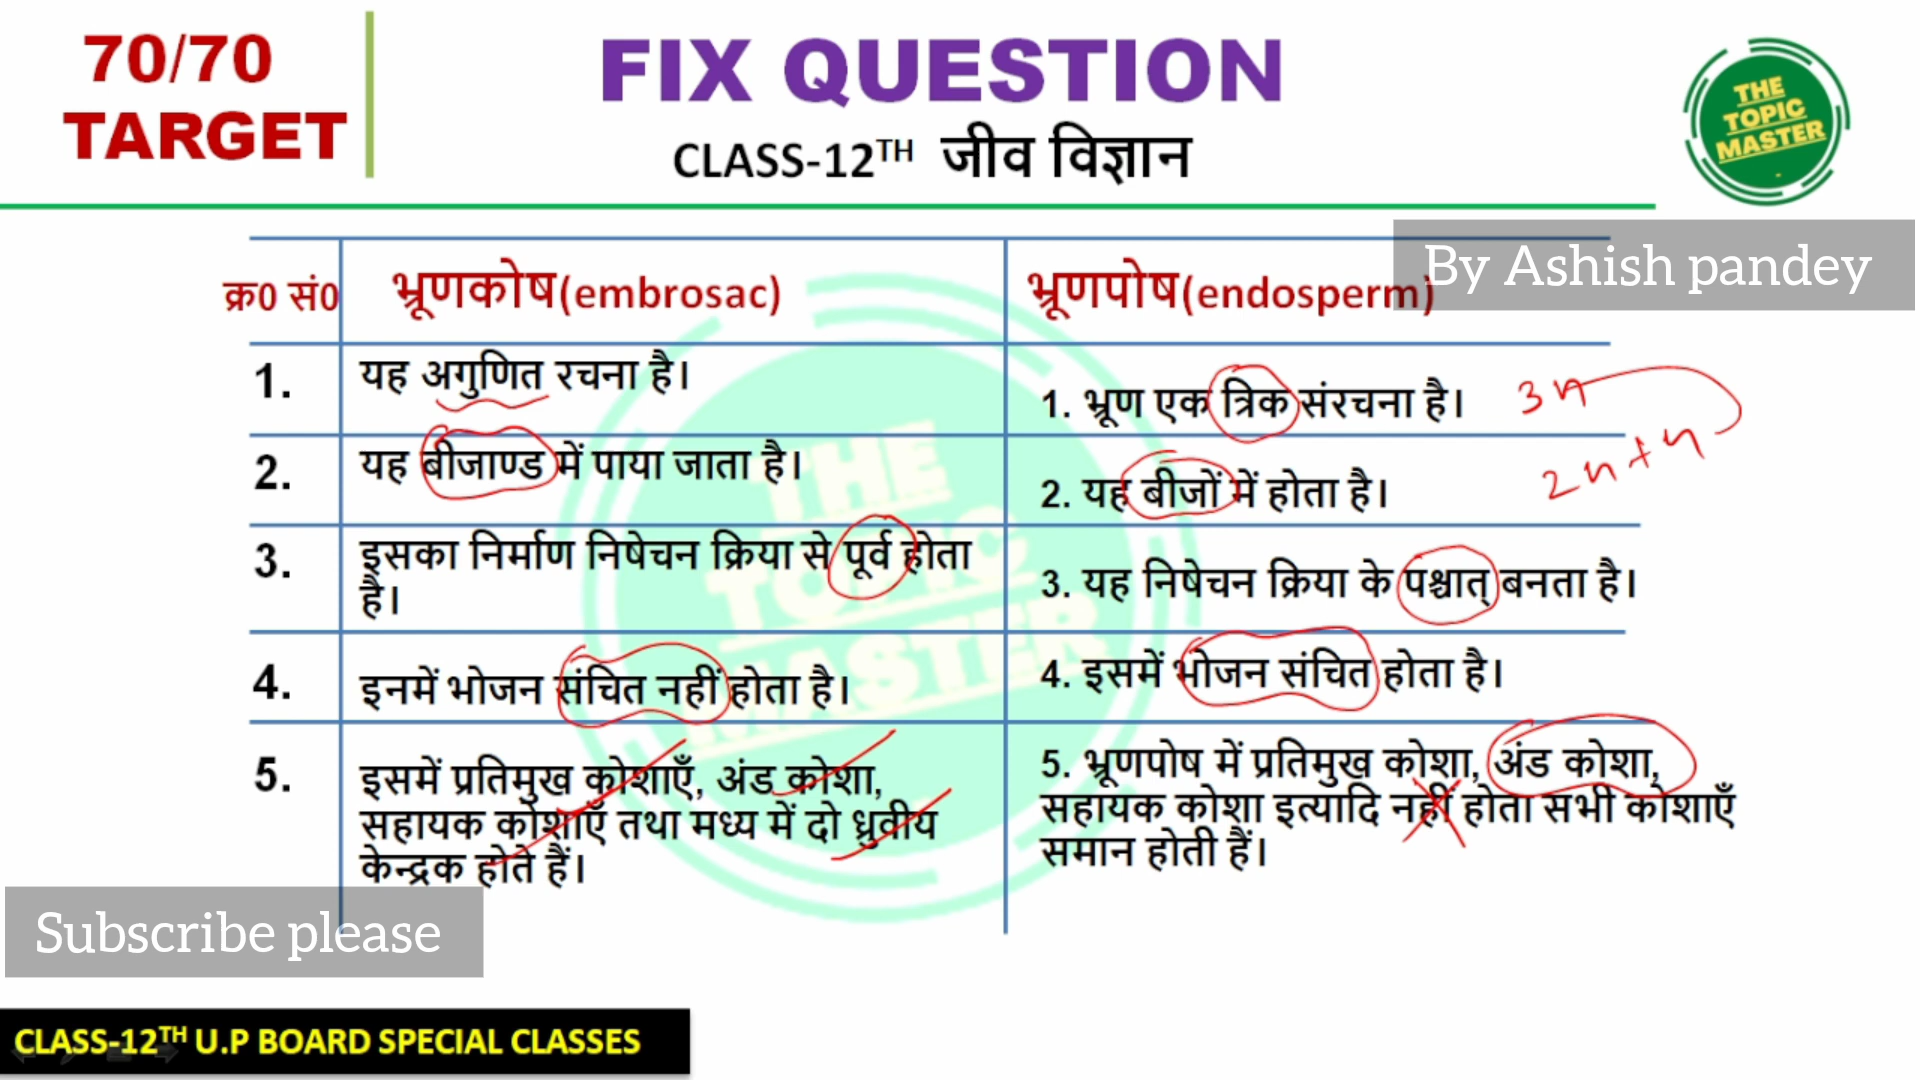 70/70
TARGET
FIX QUESTION
CLASS-12TH जीव विज्ञान
THE
TOPIC
MASTER
By Ashish pandey
क्र0 सं0
भ्रूणकोष(embrosac)
भ्रूणपोष(endosperm)
1.
यह अगुणित रचना है।
1. भ्रूण एक त्रिक संरचना है।
3n
2n+n
2.
यह बीजाण्ड में पाया जाता है।
2. यह बीजों में होता है।
3.
इसका निर्माण निषेचन क्रिया से पूर्व होता
है।
3. यह निषेचन क्रिया के पश्चात् बनता है।
4.
इनमें भोजन संचित नहीं होता है।
4. इसमें भोजन संचित होता है।
5.
इसमें प्रतिमुख कोशाएँ, अंड कोशा,
सहायक कोशाएँ तथा मध्य में दो ध्रुवीय
केन्द्रक होते हैं।
5. भ्रूणपोष में प्रतिमुख कोशा, अंड कोशा,
सहायक कोशा इत्यादि नहीं होता सभी कोशाएँ
समान होती हैं।
THE
TOPIC
MASTER
Subscribe please
CLASS-12TH U.P BOARD SPECIAL CLASSES